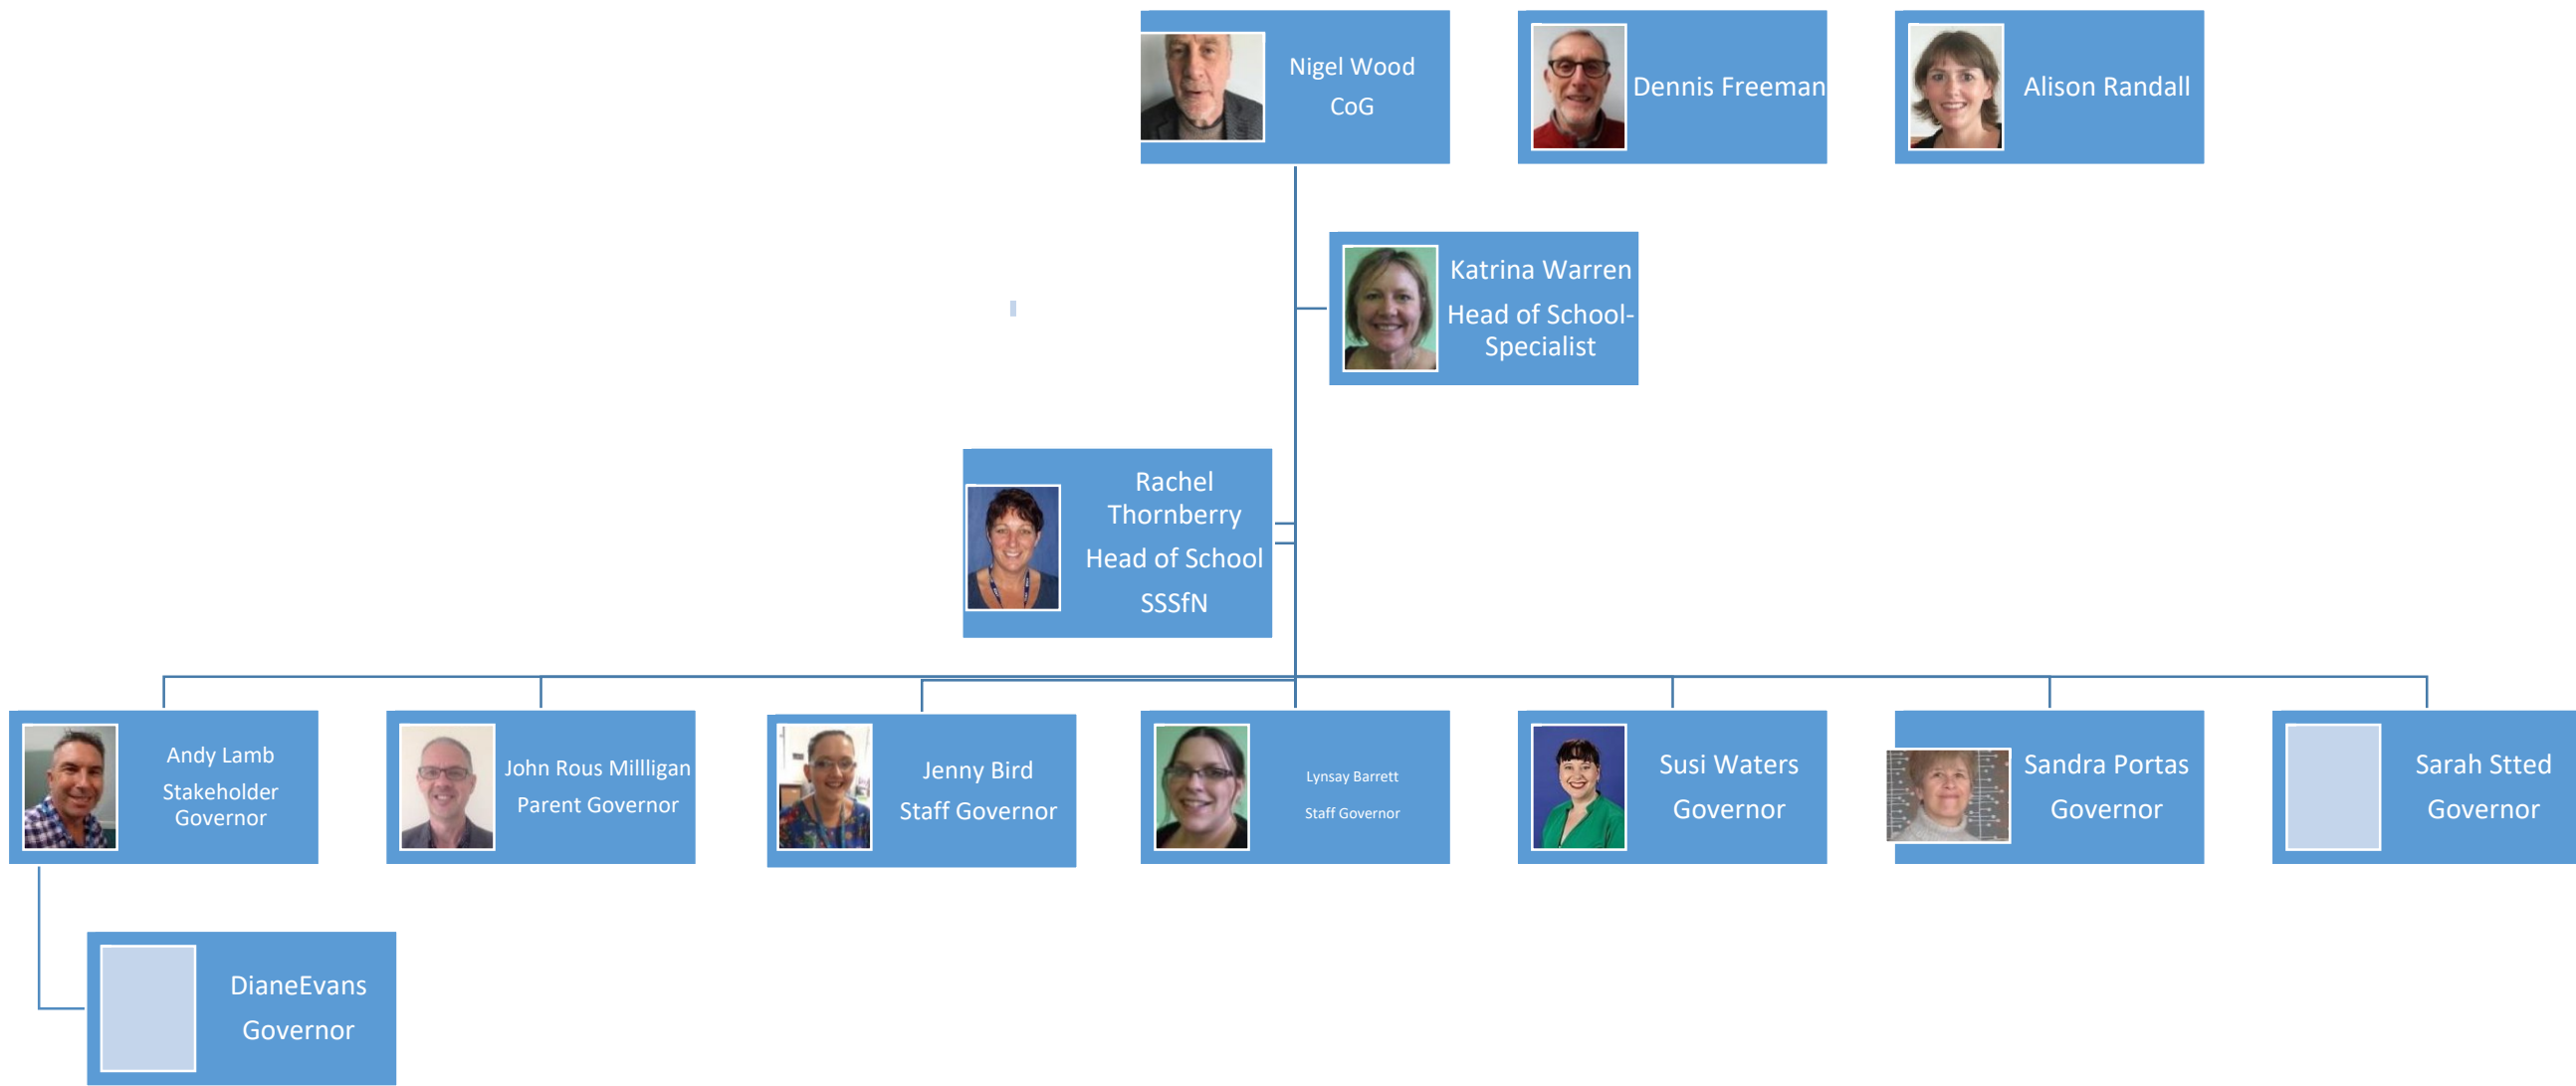 Nigel Wood
CoG
Dennis Freeman
Alison Randall
Katrina Warren
Head of School-
Specialist
Rachel
Thornberry
Head of School
SSSfN
Andy Lamb
Stakeholder
Governor
John Rous Millligan
Parent Governor
Jenny Bird
Staff Governor
Lynsay Barrett
Staff Governor
Susi Waters
Governor
Sandra Portas
Governor
Sarah Stted
Governor
DianeEvans
Governor